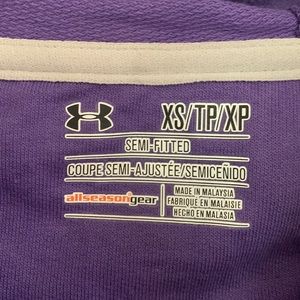 XS/TP/XP
SEMI-FITTED
COUPE SEMI-AJUSTÉE/SEMICEÑIDO
allseasongear
MADE IN MALAYSIA
FABRIQUÉ EN MALAISIE
HECHO EN MALASIA